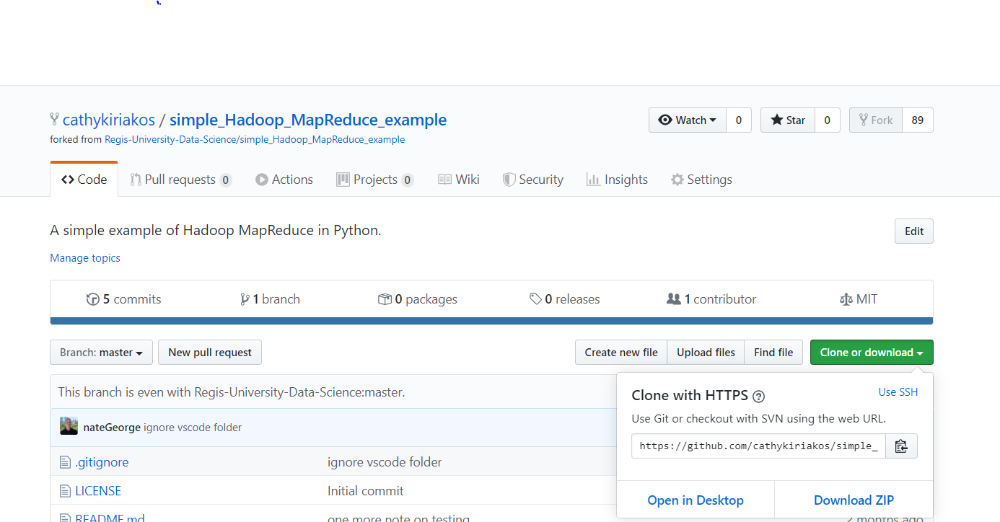 cathykiriakos / simple_Hadoop_MapReduce_example
Watch 0 Star 0 Fork 89
forked from Regis-University-Data-Science/simple_Hadoop_MapReduce_example
Code Pull requests 0 Actions Projects 0 Wiki Security Insights Settings
A simple example of Hadoop MapReduce in Python.
Edit
Manage topics
5 commits 1 branch 0 packages 0 releases 1 contributor MIT
Branch: master New pull request Create new file Upload files Find file Clone or download
This branch is even with Regis-University-Data-Science:master.
nateGeorge ignore vscode folder
.gitignore ignore vscode folder
LICENSE Initial commit
README.md one more note on testing
Clone with HTTPS ? Use SSH
Use Git or checkout with SVN using the web URL.
https://github.com/cathykiriakos/simple_
Open in Desktop Download ZIP
2 months ago